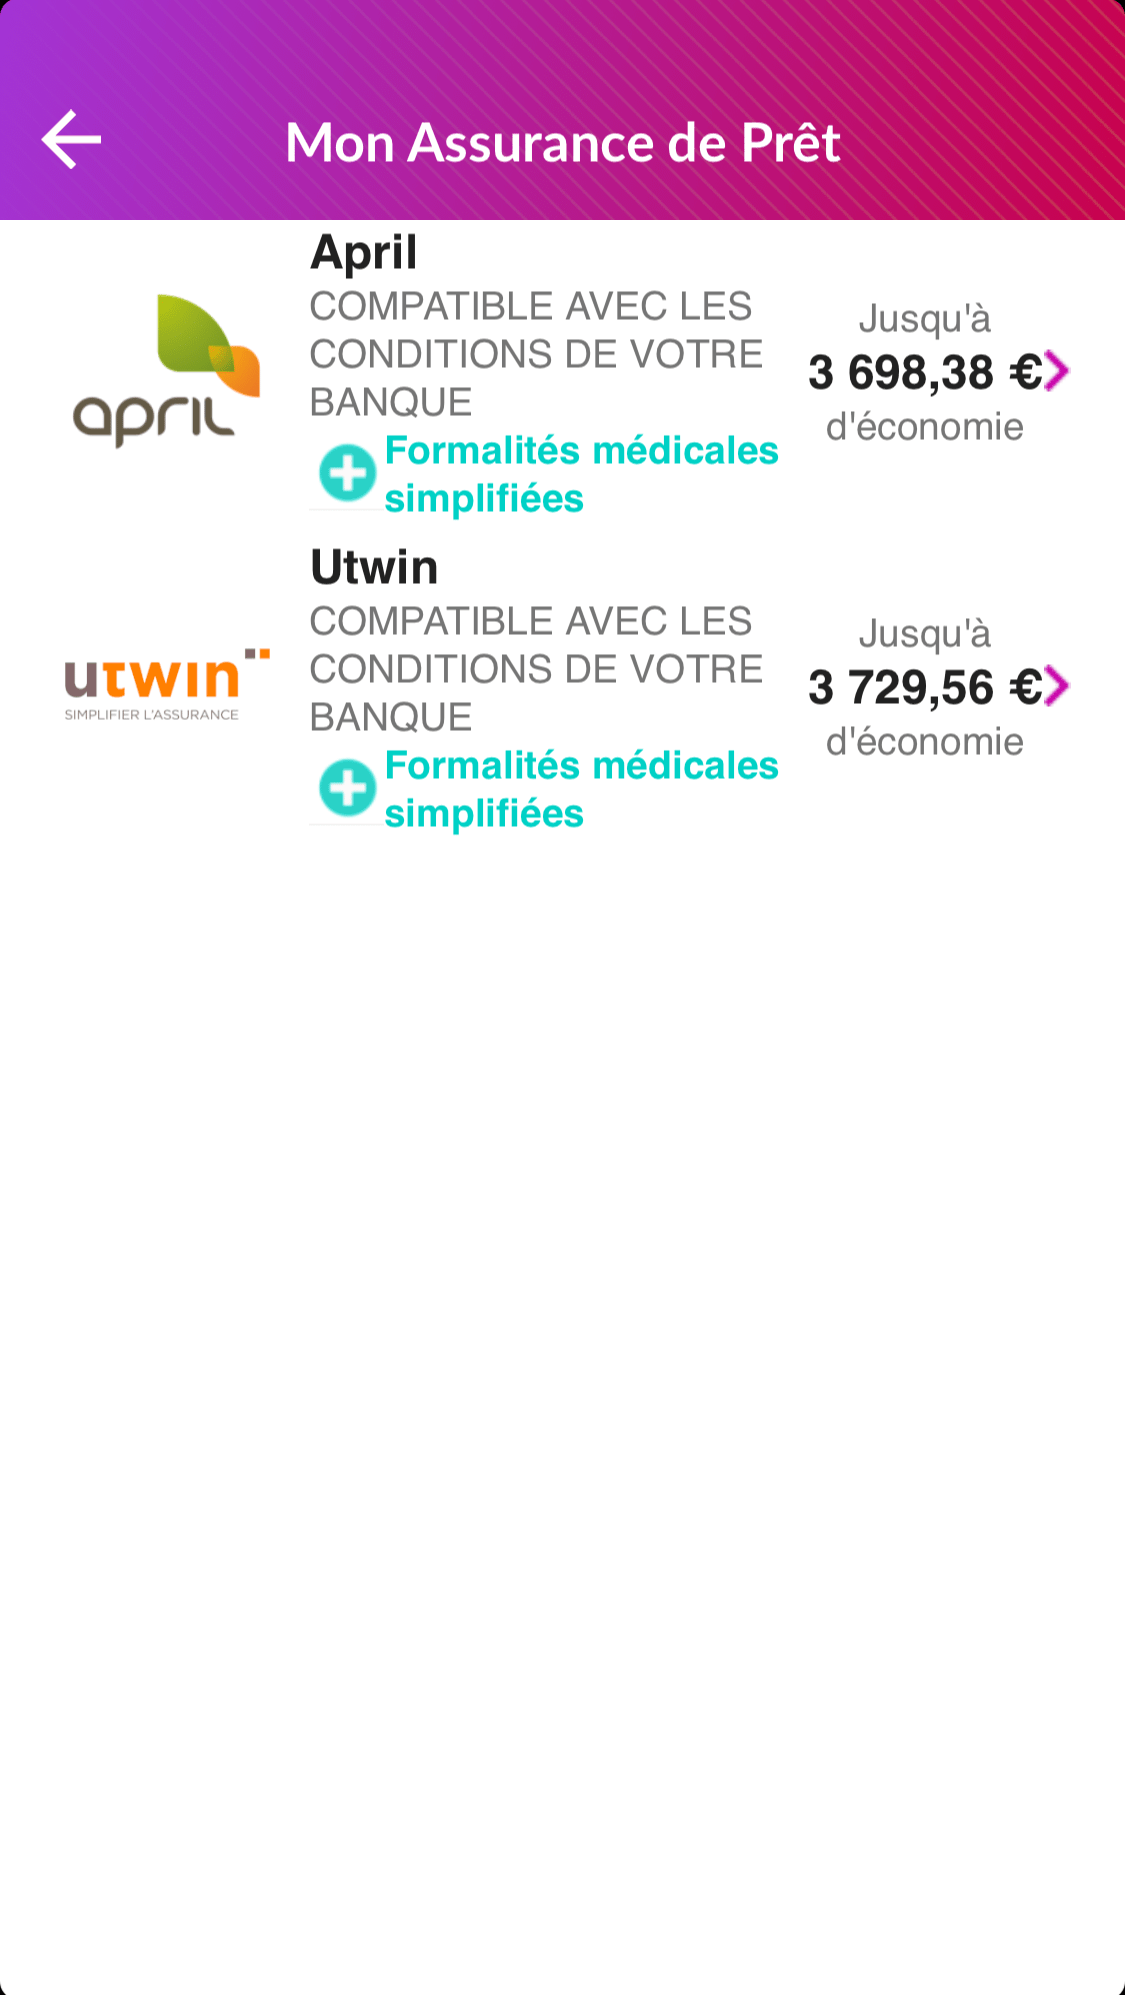 Mon Assurance de Prêt
april
April
COMPATIBLE AVEC LES
CONDITIONS DE VOTRE
BANQUE
Formalités médicales
simplifiées
Jusqu'à
3 698,38 €
d'économie
utwin
SIMPLIFIER L'ASSURANCE
Utwin
COMPATIBLE AVEC LES
CONDITIONS DE VOTRE
BANQUE
Formalités médicales
simplifiées
Jusqu'à
3 729,56 €
d'économie